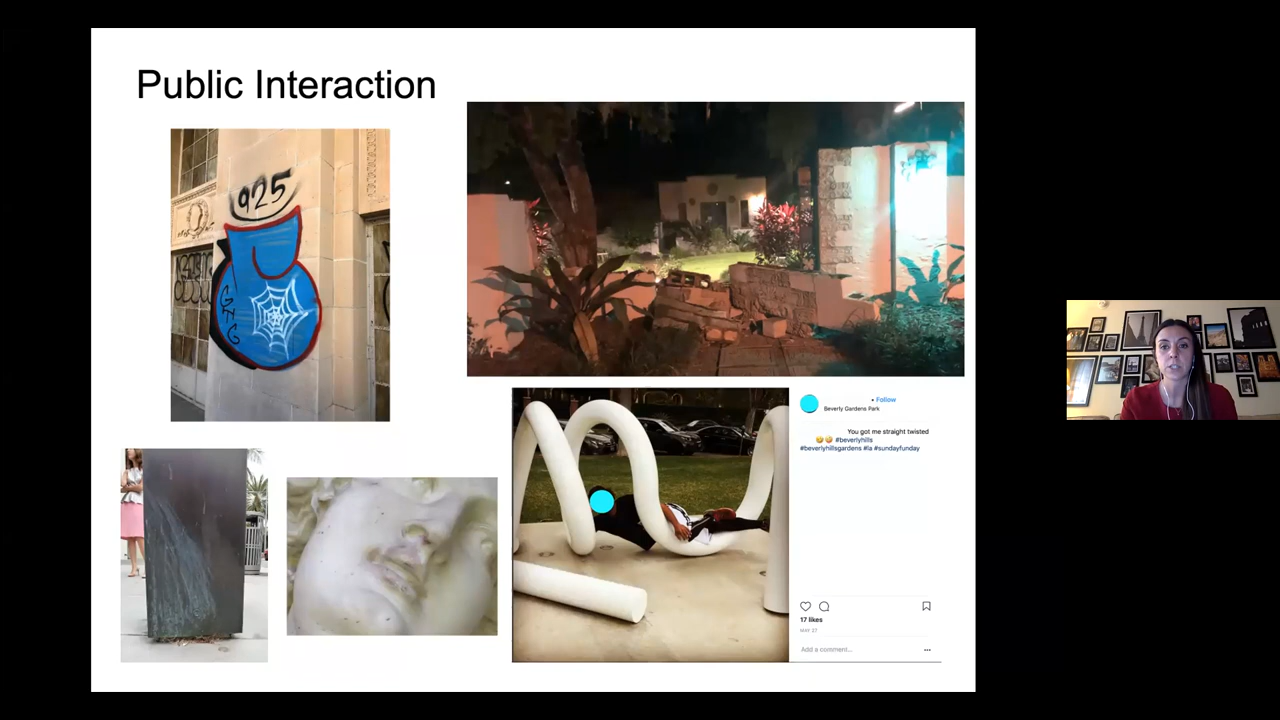 Public Interaction
925
GHG
• Follow
Beverly Gardens Park
You got me straight twisted
🤣🤣 #beverlyhills
#beverlyhillsgardens #la #sundayfunday
17 likes
MAY 27
Add a comment...